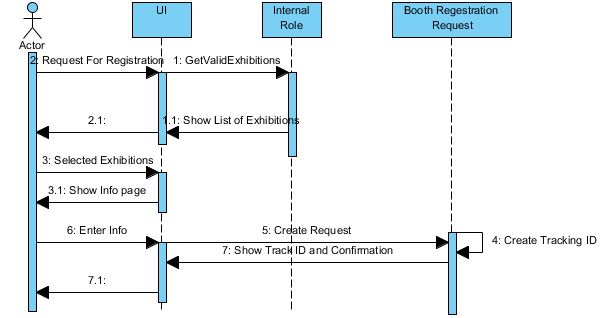 UI
Internal
Role
Booth Regestration
Request
Actor
2: Request For Registration
1: GetValidExhibitions
2.1:
1.1: Show List of Exhibitions
3: Selected Exhibitions
3.1: Show Info page
6: Enter Info
5: Create Request
4: Create Tracking ID
7: Show Track ID and Confirmation
7.1: